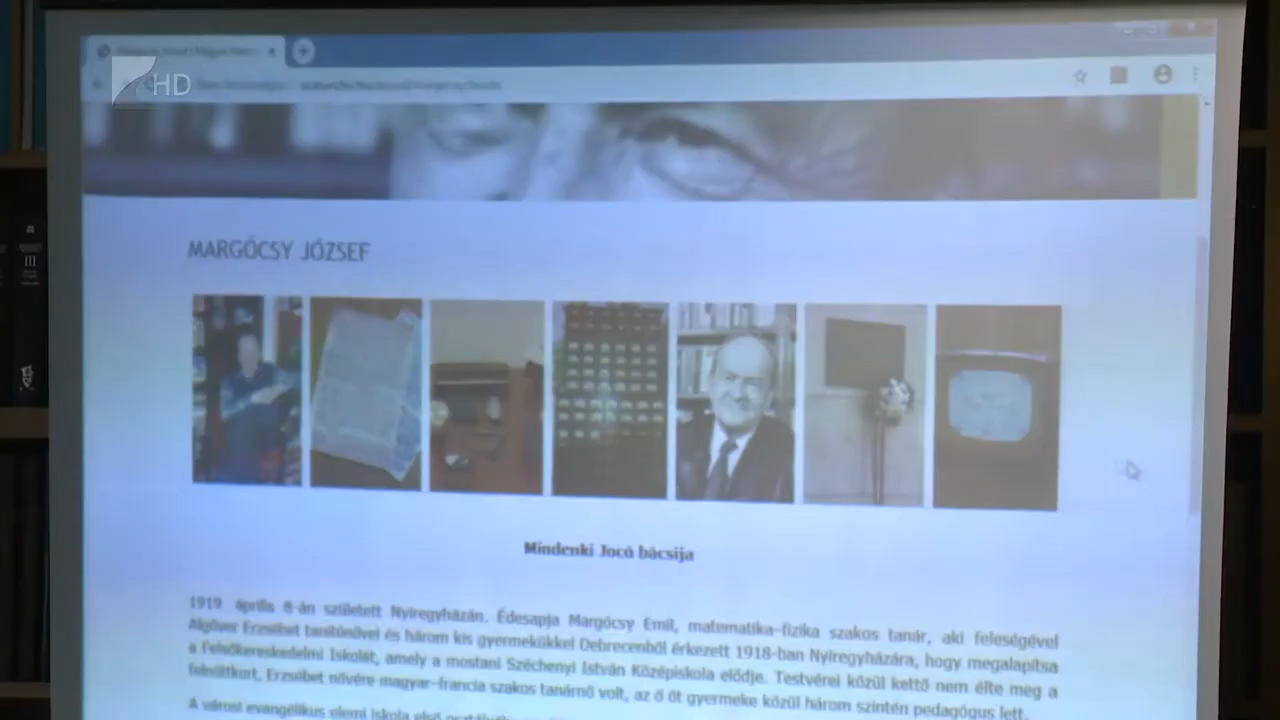 HD
MARGÓCSY JÓZSEF
III
Mindenki Jocó bácsija
1919 április 8-án született Nyíregyházán. Édesapja Margócsy Emil, matematika-fizika szakos tanár, aki feleségével
Algöver Erzsébet tanítónővel és három kis gyermekükkel Debrecenből érkezett 1918-ban Nyíregyházára, hogy megalapítsa
a Felsőkereskedelmi Iskolát, amely a mostani Széchenyi István Középiskola elődje. Testvérei közül kettő nem élte meg a
felnőttkort, Erzsébet nővére magyar-francia szakos tanárnő volt, az ő öt gyermeke közül három szintén pedagógus lett.
A városi evangélikus elemi iskola első